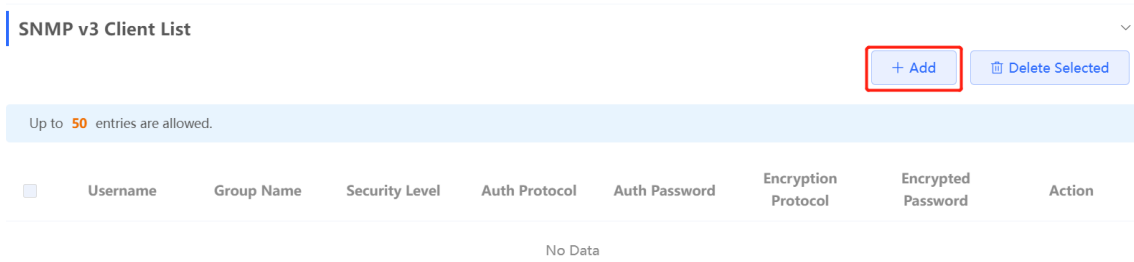 SNMP v3 Client List
+ Add
Delete Selected
Up to 50 entries are allowed.
Username Group Name Security Level Auth Protocol Auth Password Encryption Protocol Encrypted Password Action
No Data